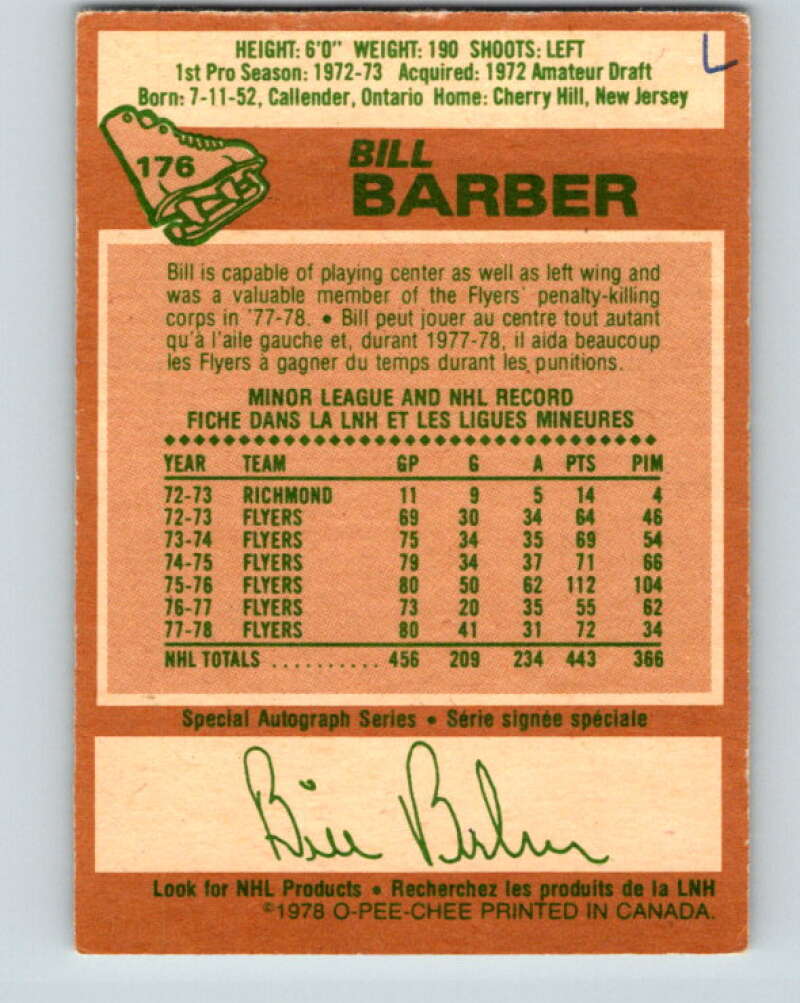 L
HEIGHT: 6'0" WEIGHT: 190 SHOOTS: LEFT
1st Pro Season: 1972-73 Acquired: 1972 Amateur Draft
Born: 7-11-52, Callender, Ontario Home: Cherry Hill, New Jersey
176
BILL
BARBER
Bill is capable of playing center as well as left wing and
was a valuable member of the Flyers' penalty-killing
corps in '77-78. • Bill peut jouer au centre tout autant
qu'à l'aile gauche et, durant 1977-78, il aida beaucoup
les Flyers à gagner du temps durant les punitions.
MINOR LEAGUE AND NHL RECORD
FICHE DANS LA LNH ET LES LIGUES MINEURES
YEAR TEAM GP G A PTS PIM
72-73 RICHMOND 11 9 5 14 4
72-73 FLYERS 69 30 34 64 46
73-74 FLYERS 75 34 35 69 54
74-75 FLYERS 79 34 37 71 66
75-76 FLYERS 80 50 62 112 104
76-77 FLYERS 73 20 35 55 62
77-78 FLYERS 80 41 31 72 34
NHL TOTALS .......... 456 209 234 443 366
Special Autograph Series • Série signée spéciale
Bill Barber
Look for NHL Products • Recherchez les produits de la LNH
©1978 O-PEE-CHEE PRINTED IN CANADA.